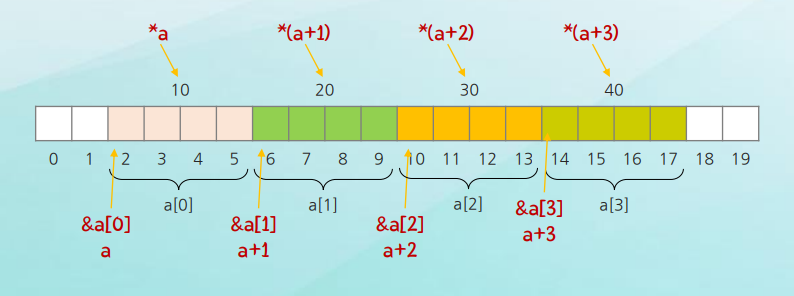 *a *(a+1) *(a+2) *(a+3)
10 20 30 40
0 1 2 3 4 5 6 7 8 9 10 11 12 13 14 15 16 17 18 19
a[0] a[1] a[2] a[3]
&a[0] &a[1] &a[2] &a[3]
a a+1 a+2 a+3